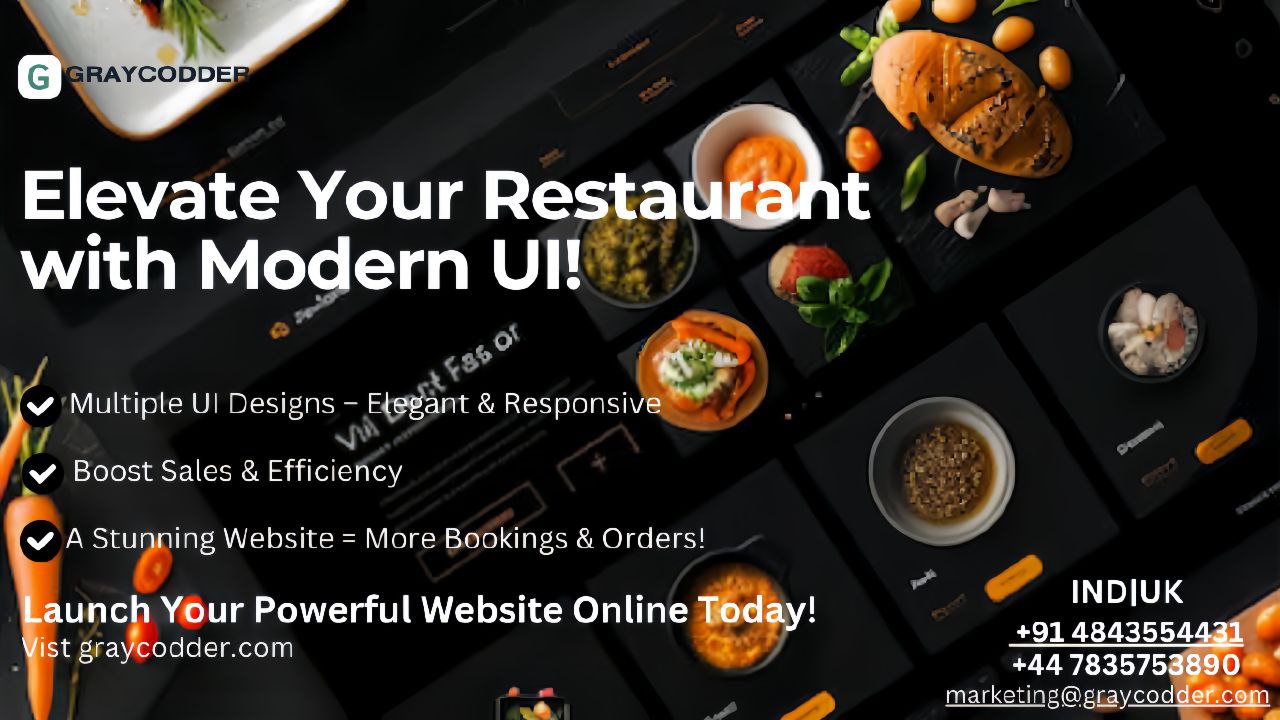 G GRAYCODDER
Elevate Your Restaurant
with Modern UI!
Multiple UI Designs – Elegant & Responsive
Boost Sales & Efficiency
A Stunning Website = More Bookings & Orders!
Launch Your Powerful Website Online Today!
Vist graycodder.com
IND|UK
+91 4843554431
+44 7835753890
marketing@graycodder.com